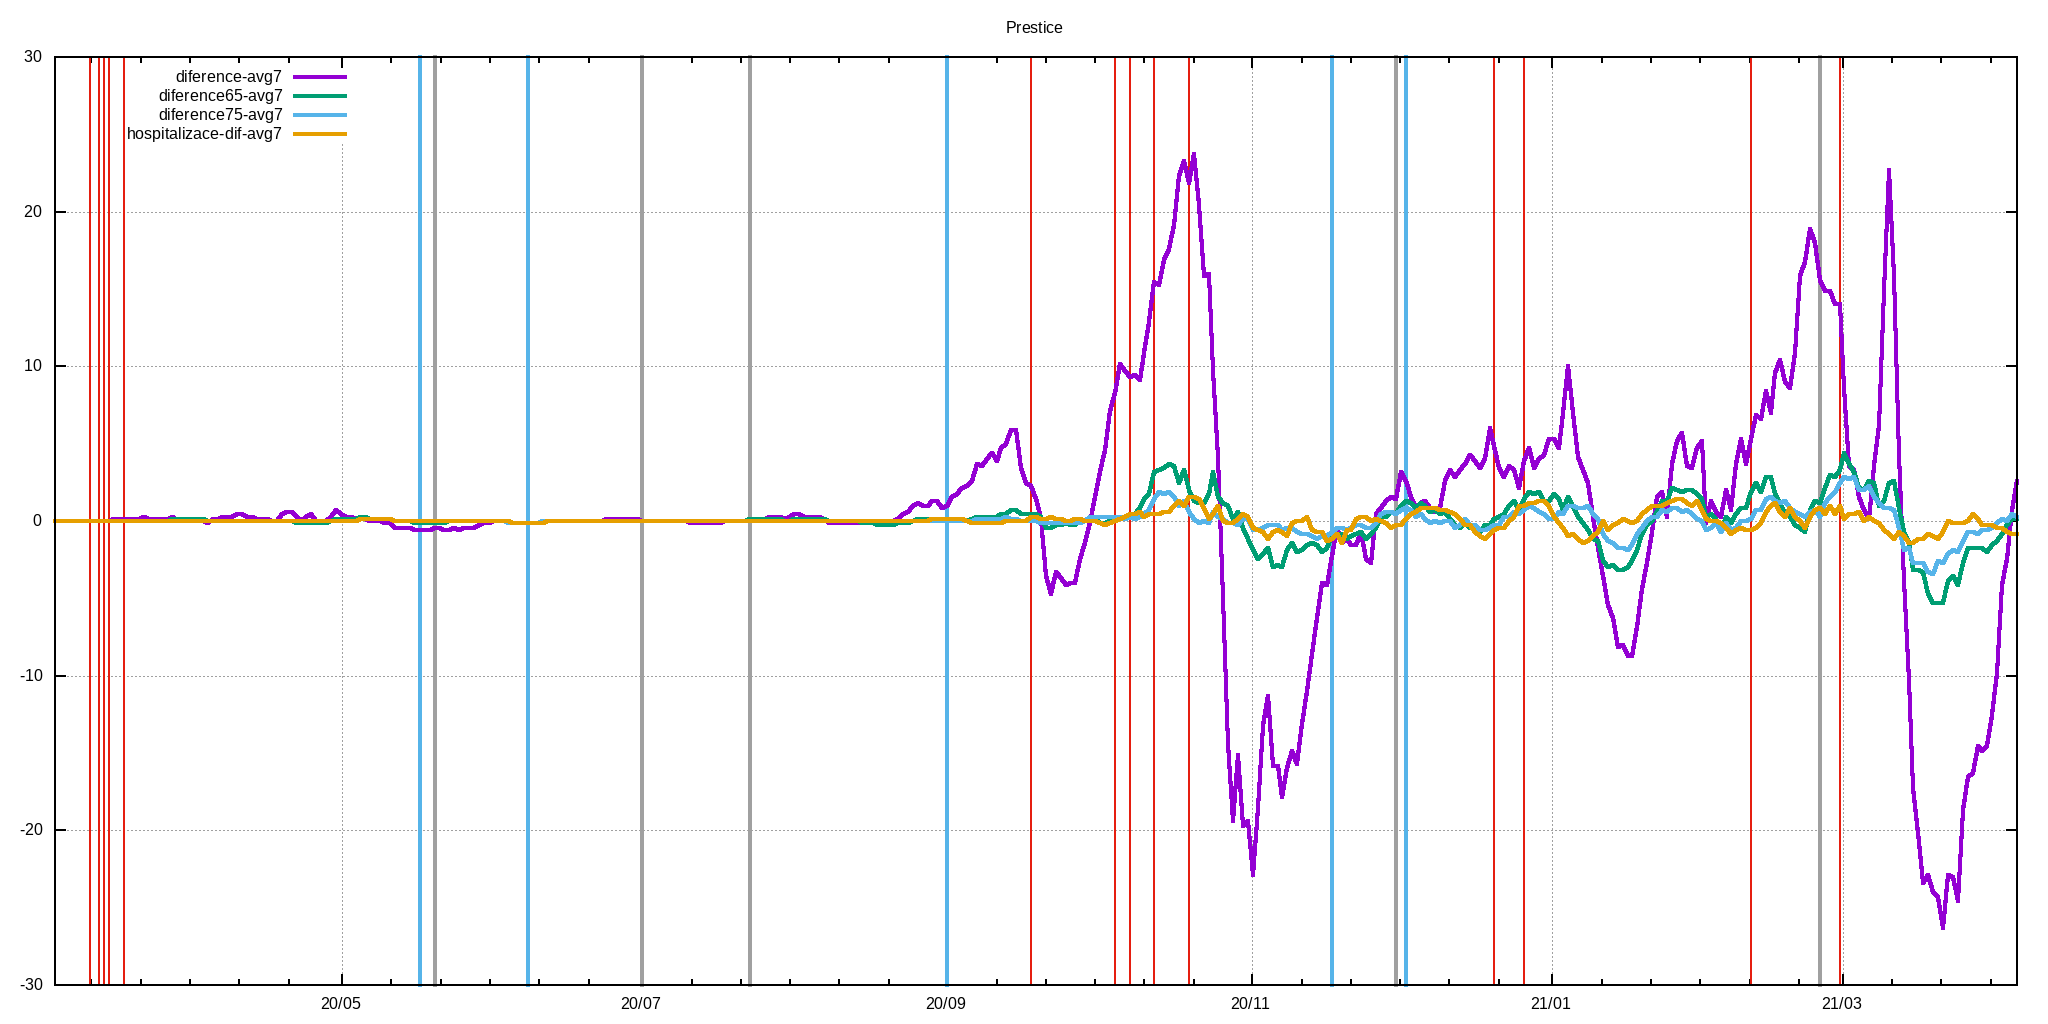 Prestice
diference-avg7
diference65-avg7
diference75-avg7
hospitalizace-dif-avg7
30
20
10
0
-10
-20
-30
20/05 20/07 20/09 20/11 21/01 21/03